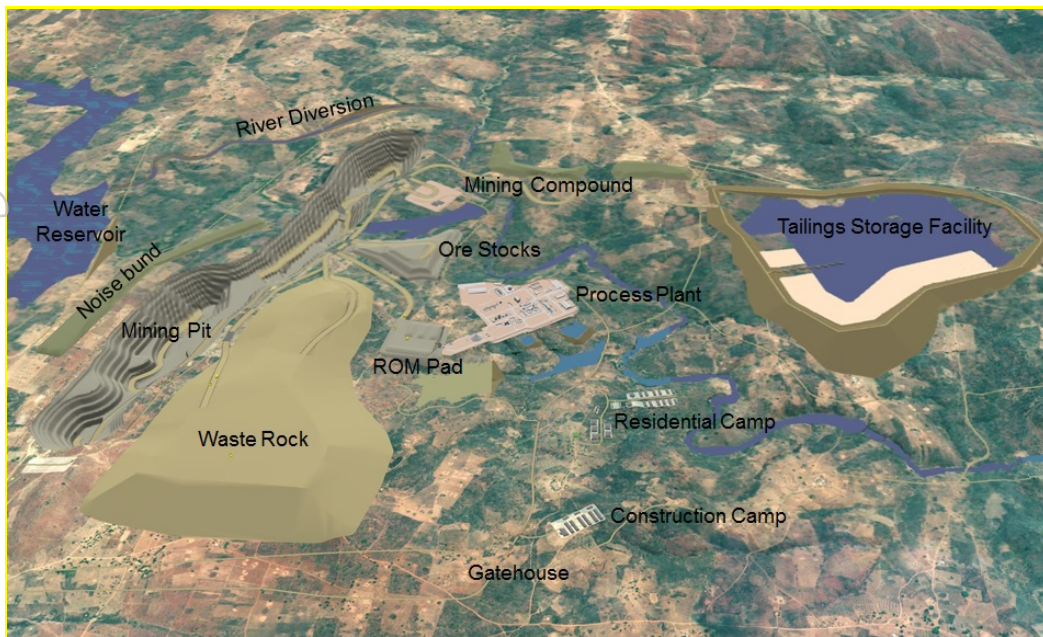 River Diversion
Mining Compound
Water
Reservoir
Tailings Storage Facility
Ore Stocks
Noise bund
Process Plant
Mining Pit
ROM Pad
Waste Rock
Residential Camp
Construction Camp
Gatehouse